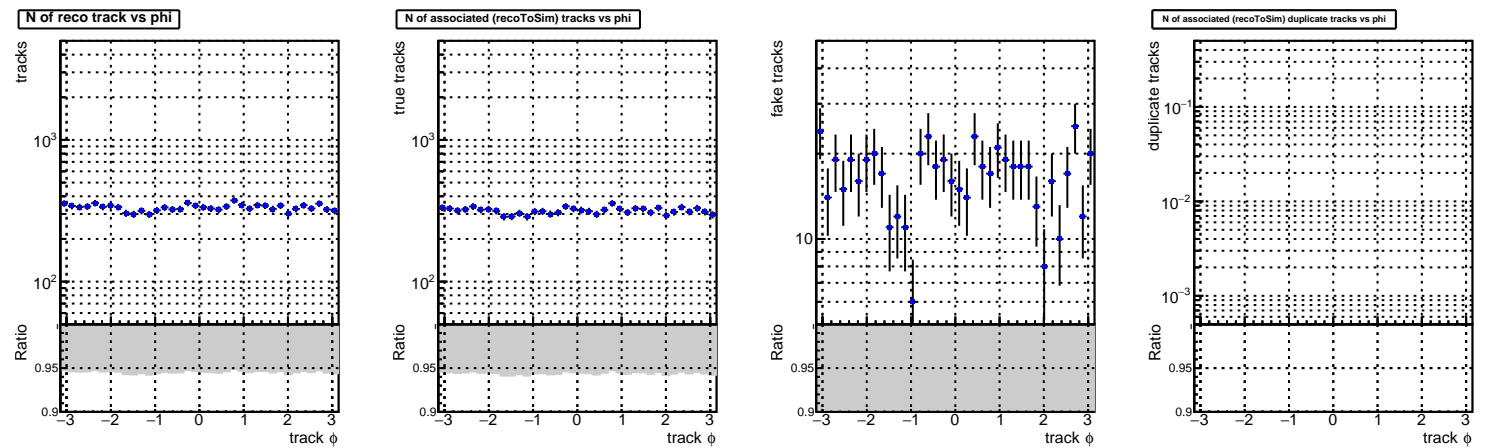 N of reco track vs phi
tracks
10³
10²
Ratio
0.95
0.9
−3 −2 −1 0 1 2 3
track ϕ
N of associated (recoToSim) tracks vs phi
true tracks
10³
10²
Ratio
0.95
0.9
−3 −2 −1 0 1 2 3
track ϕ
fake tracks
10
Ratio
0.95
0.9
−3 −2 −1 0 1 2 3
track ϕ
N of associated (recoToSim) duplicate tracks vs phi
duplicate tracks
10⁻¹
10⁻²
10⁻³
Ratio
0.95
0.9
−3 −2 −1 0 1 2 3
track ϕ